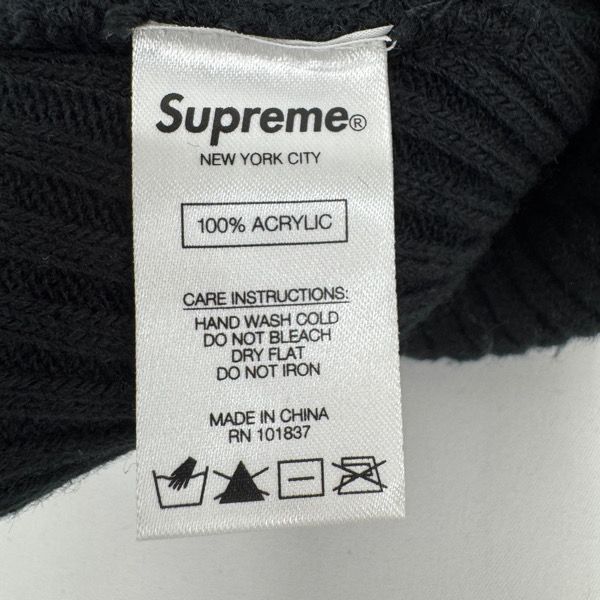 Supreme®
NEW YORK CITY
100% ACRYLIC
CARE INSTRUCTIONS:
HAND WASH COLD
DO NOT BLEACH
DRY FLAT
DO NOT IRON
MADE IN CHINA
RN 101837